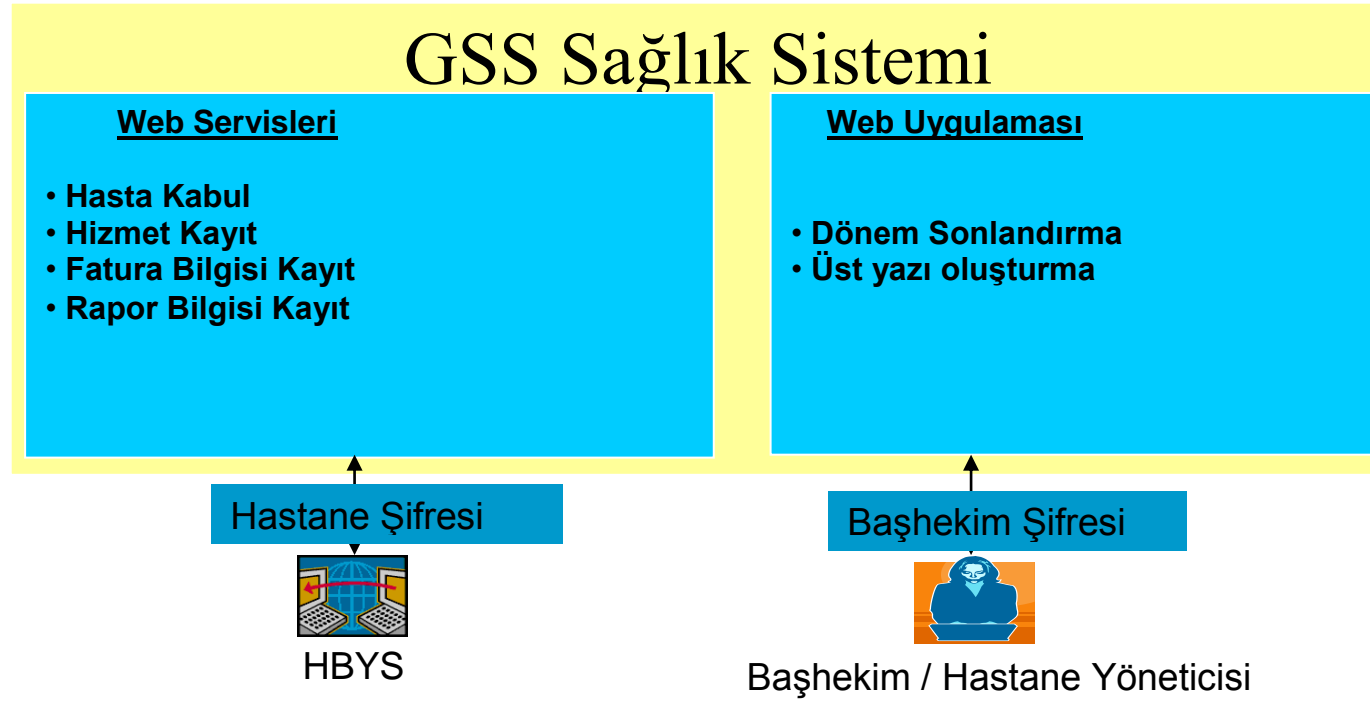 GSS Sağlık Sistemi
Web Servisleri
• Hasta Kabul
• Hizmet Kayıt
• Fatura Bilgisi Kayıt
• Rapor Bilgisi Kayıt
Web Uygulaması
• Dönem Sonlandırma
• Üst yazı oluşturma
Hastane Şifresi
Başhekim Şifresi
HBYS
Başhekim / Hastane Yöneticisi